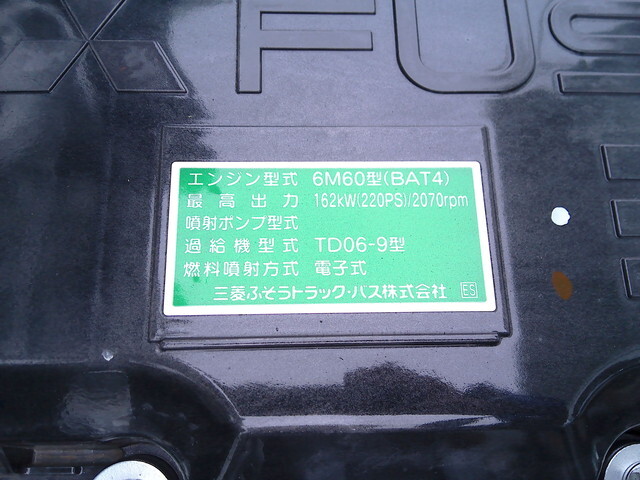 FUS
エンジン型式 6M60型(BAT4)
最高出力 162kW(220PS)/2070rpm
噴射ポンプ型式
過給機型式 TD06-9型
燃料噴射方式 電子式
三菱ふそうトラック・バス株式会社 ES